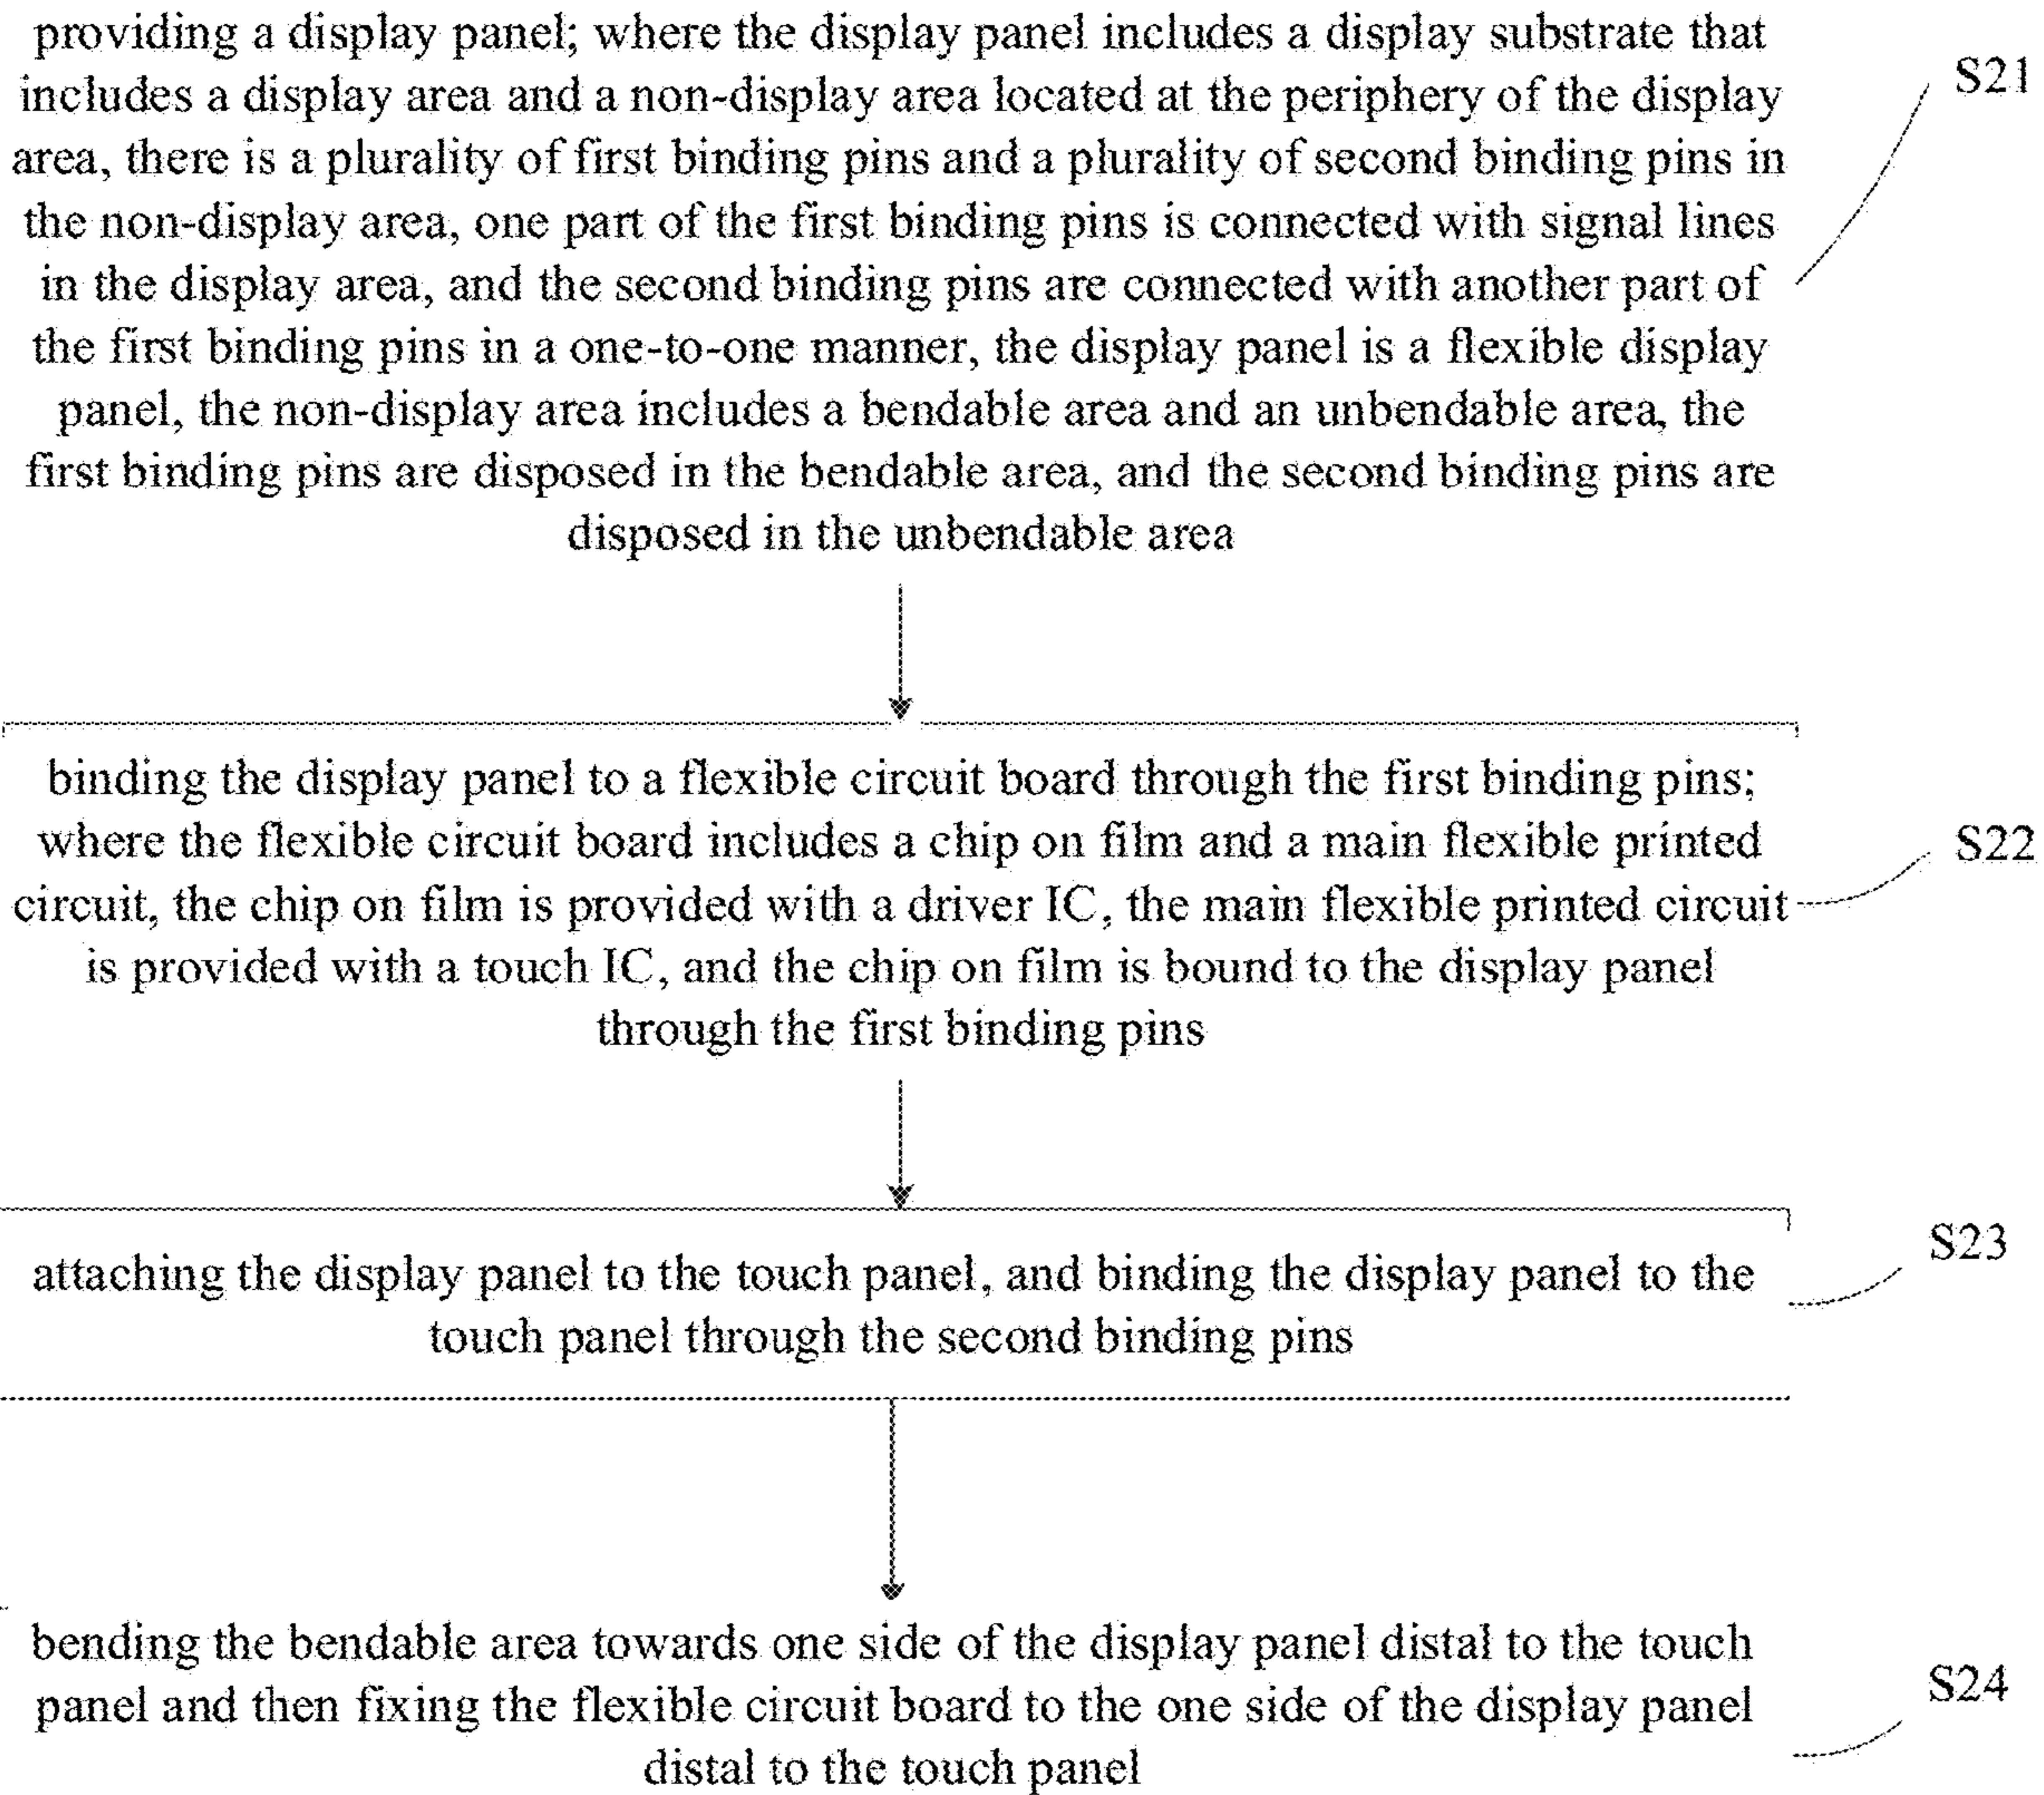 providing a display panel; where the display panel includes a display substrate that
includes a display area and a non-display area located at the periphery of the display
area, there is a plurality of first binding pins and a plurality of second binding pins in
the non-display area, one part of the first binding pins is connected with signal lines
in the display area, and the second binding pins are connected with another part of
the first binding pins in a one-to-one manner, the display panel is a flexible display
panel, the non-display area includes a bendable area and an unbendable area, the
first binding pins are disposed in the bendable area, and the second binding pins are
disposed in the unbendable area
S21
binding the display panel to a flexible circuit board through the first binding pins;
where the flexible circuit board includes a chip on film and a main flexible printed
circuit, the chip on film is provided with a driver IC, the main flexible printed circuit
is provided with a touch IC, and the chip on film is bound to the display panel
through the first binding pins
S22
attaching the display panel to the touch panel, and binding the display panel to the
touch panel through the second binding pins
S23
bending the bendable area towards one side of the display panel distal to the touch
panel and then fixing the flexible circuit board to the one side of the display panel
distal to the touch panel
S24